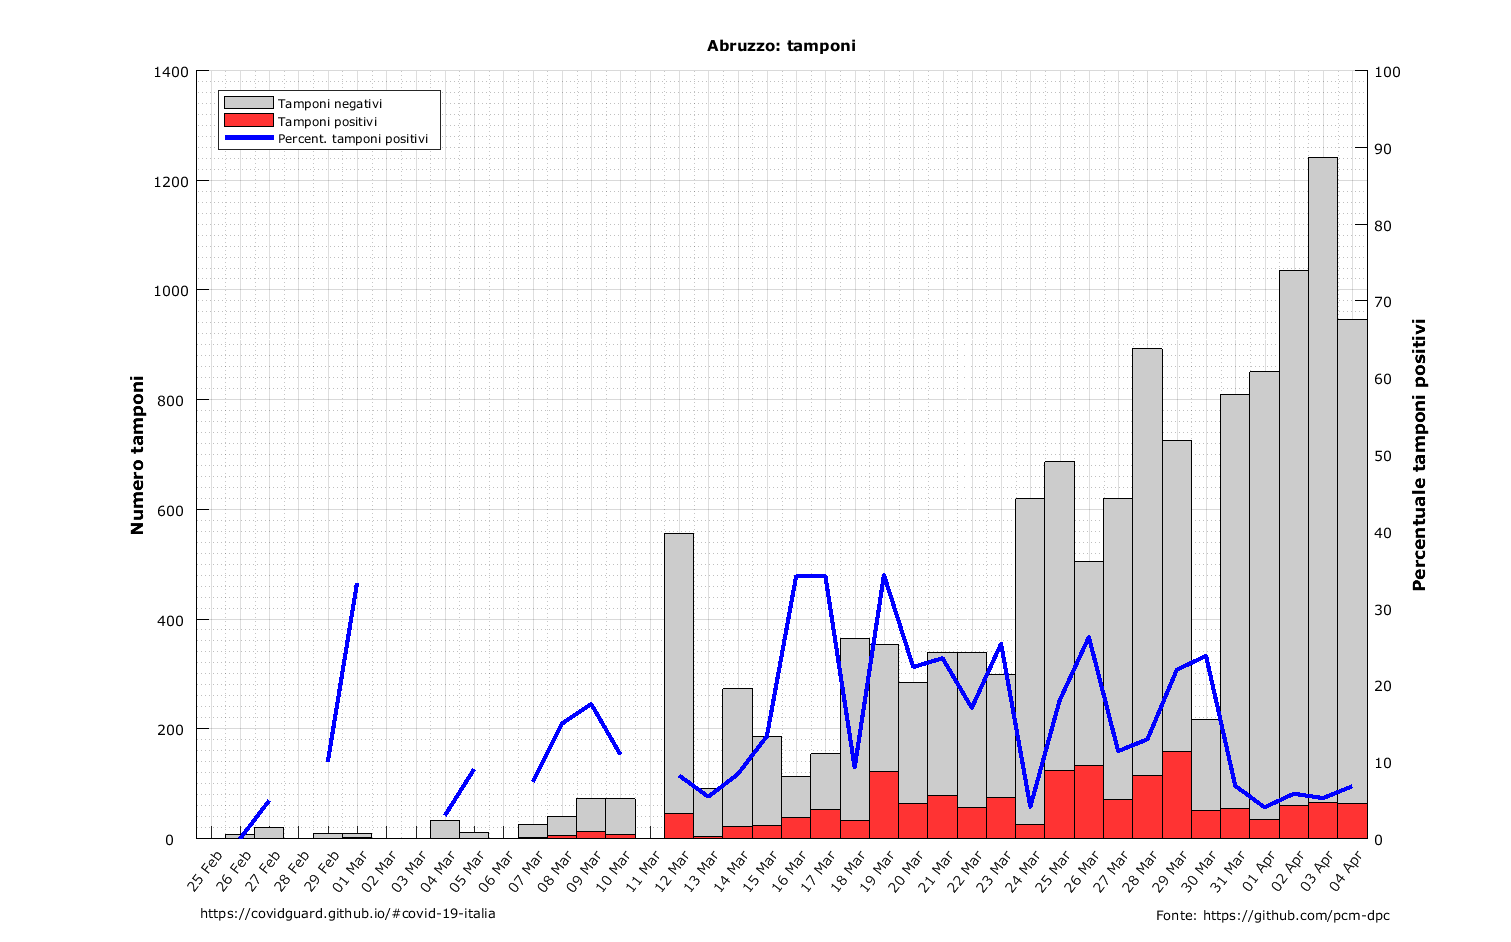 Abruzzo: tamponi
1400
1200
1000
800
600
400
200
0
Numero tamponi
Tamponi negativi
Tamponi positivi
Percent. tamponi positivi
100
90
80
70
60
50
40
30
20
10
0
Percentuale tamponi positivi
25 Feb
26 Feb
27 Feb
28 Feb
29 Feb
01 Mar
02 Mar
03 Mar
04 Mar
05 Mar
06 Mar
07 Mar
08 Mar
09 Mar
10 Mar
11 Mar
12 Mar
13 Mar
14 Mar
15 Mar
16 Mar
17 Mar
18 Mar
19 Mar
20 Mar
21 Mar
22 Mar
23 Mar
24 Mar
25 Mar
26 Mar
27 Mar
28 Mar
29 Mar
30 Mar
31 Mar
01 Apr
02 Apr
03 Apr
04 Apr
https://covidguard.github.io/#covid-19-italia
Fonte: https://github.com/pcm-dpc